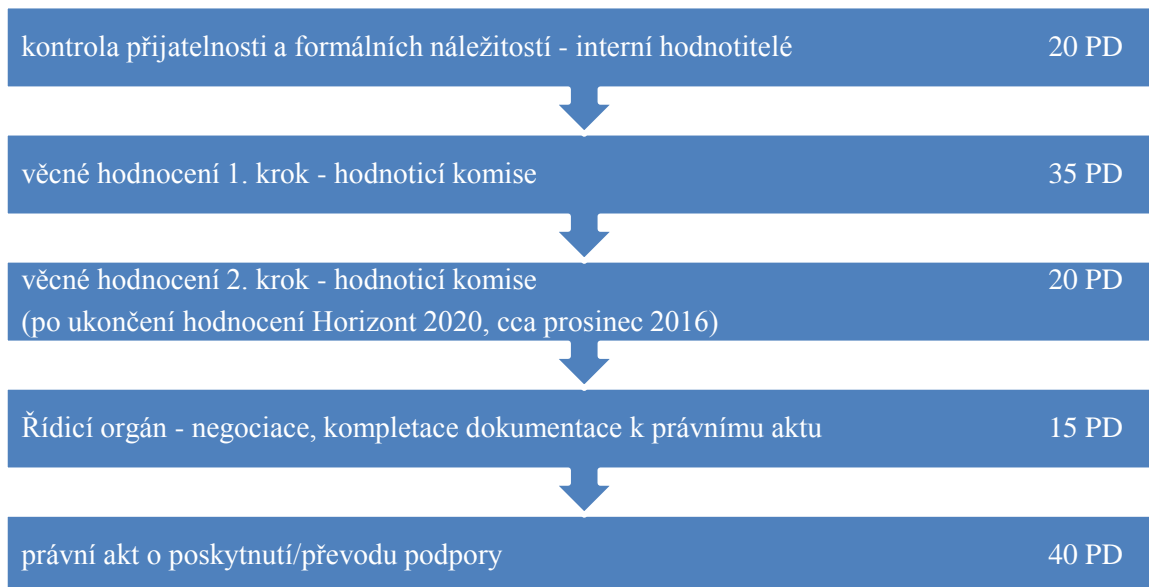 kontrola přijatelnosti a formálních náležitostí - interní hodnotitelé 20 PD
věcné hodnocení 1. krok - hodnoticí komise 35 PD
věcné hodnocení 2. krok - hodnoticí komise 20 PD
(po ukončení hodnocení Horizont 2020, cca prosinec 2016)
Řídicí orgán - negociace, kompletace dokumentace k právnímu aktu 15 PD
právní akt o poskytnutí/převodu podpory 40 PD